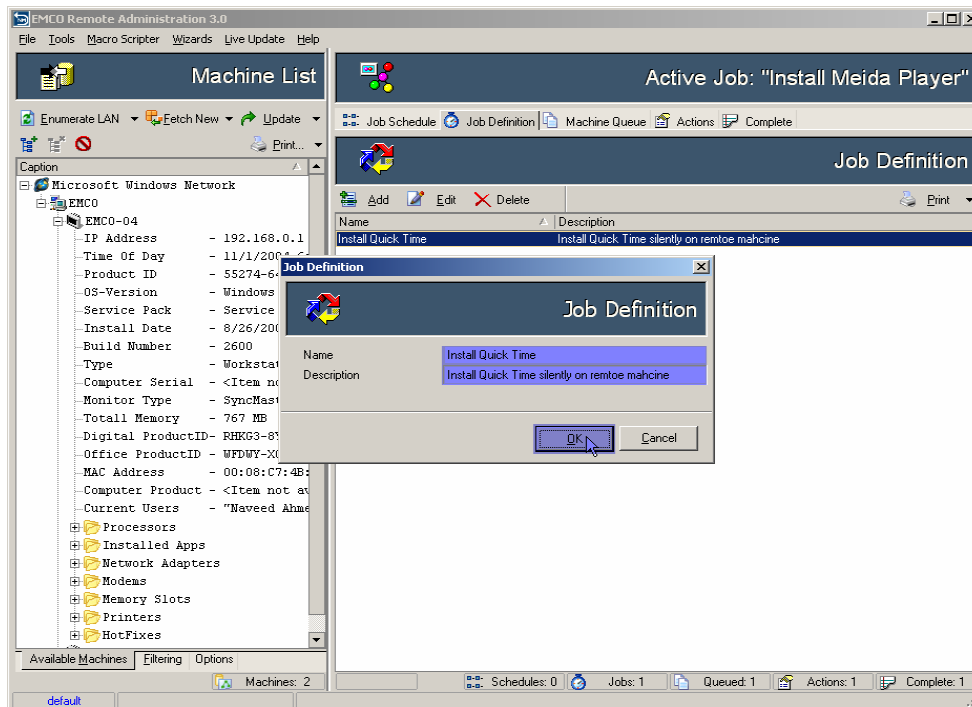 EMCO Remote Administration 3.0
File Tools Macro Scripter Wizards Live Update Help
Machine List
Enumerate LAN Fetch New Update
Print...
Caption
Microsoft Windows Network
EMCO
EMCO-04
IP Address - 192.168.0.1
Time Of Day - 11/1/2004
Product ID - 55274-64
OS-Version - Windows
Service Pack - Service
Install Date - 8/26/200
Build Number - 2600
Type - Workstat
Computer Serial - <Item no
Monitor Type - SyncMast
Totall Memory - 767 MB
Digital ProductID- RHKG3-8
Office ProductID - WFDWY-X
MAC Address - 00:08:C7:4B:
Computer Product - <Item not av
Current Users - "Naveed Ahme
Processors
Installed Apps
Network Adapters
Modems
Memory Slots
Printers
HotFixes
Available Machines Filtering Options
Machines: 2
default
Active Job: "Install Meida Player"
Job Schedule Job Definition Machine Queue Actions Complete
Job Definition
Add Edit Delete Print
Name Description
Install Quick Time Install Quick Time silently on remtoe mahcine
Job Definition
Job Definition
Name Install Quick Time
Description Install Quick Time silently on remtoe mahcine
OK Cancel
Schedules: 0 Jobs: 1 Queued: 1 Actions: 1 Complete: 1